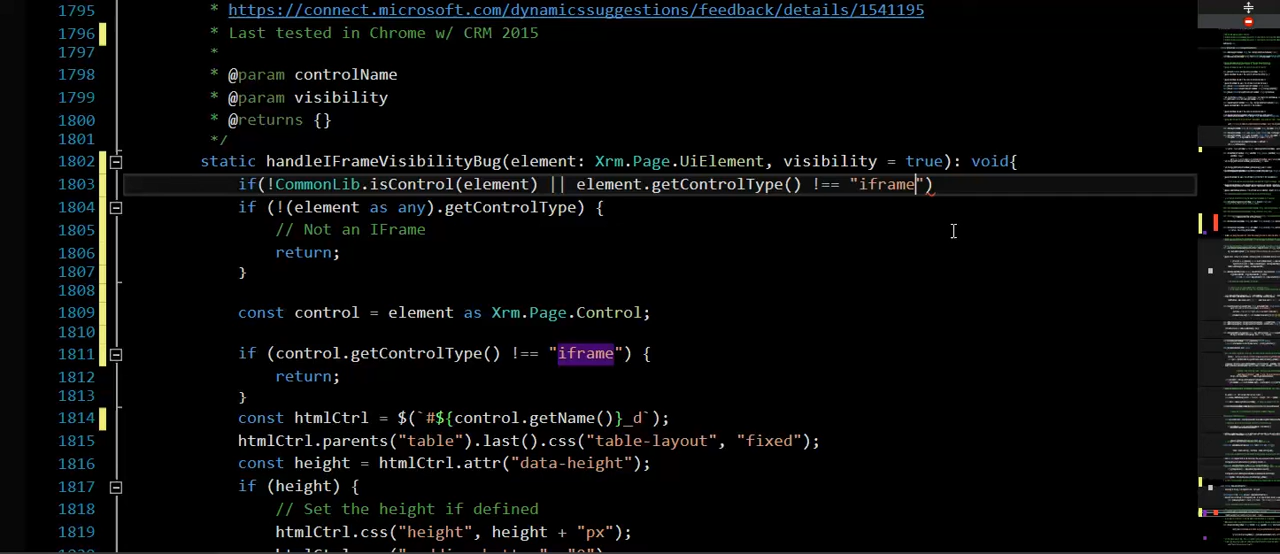 1795 * https://connect.microsoft.com/dynamicssuggestions/feedback/details/1541195
1796 * Last tested in Chrome w/ CRM 2015
1797 *
1798 * @param controlName
1799 * @param visibility
1800 * @returns {}
1801 */
1802 static handleIFrameVisibilityBug(element: Xrm.Page.UiElement, visibility = true): void{
1803 if(!CommonLib.isControl(element) || element.getControlType() !== "iframe")
1804 if (!(element as any).getControlType) {
1805 // Not an IFrame
1806 return;
1807 }
1808
1809 const control = element as Xrm.Page.Control;
1810
1811 if (control.getControlType() !== "iframe") {
1812 return;
1813 }
1814 const htmlCtrl = $(`#${control.getName()}_d`);
1815 htmlCtrl.parents("table").last().css("table-layout", "fixed");
1816 const height = htmlCtrl.attr("data-height");
1817 if (height) {
1818 // Set the height if defined
1819 htmlCtrl.css("height", height + "px");